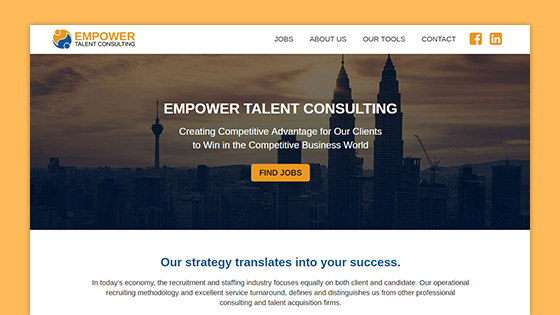 EMPOWER
TALENT CONSULTING
JOBS ABOUT US OUR TOOLS CONTACT
EMPOWER TALENT CONSULTING
Creating Competitive Advantage for Our Clients
to Win in the Competitive Business World
FIND JOBS
Our strategy translates into your success.
In today's economy, the recruitment and staffing industry focuses equally on both client and candidate. Our operational
recruiting methodology and excellent service turnaround, defines and distinguishes us from other professional
consulting and talent acquisition firms.